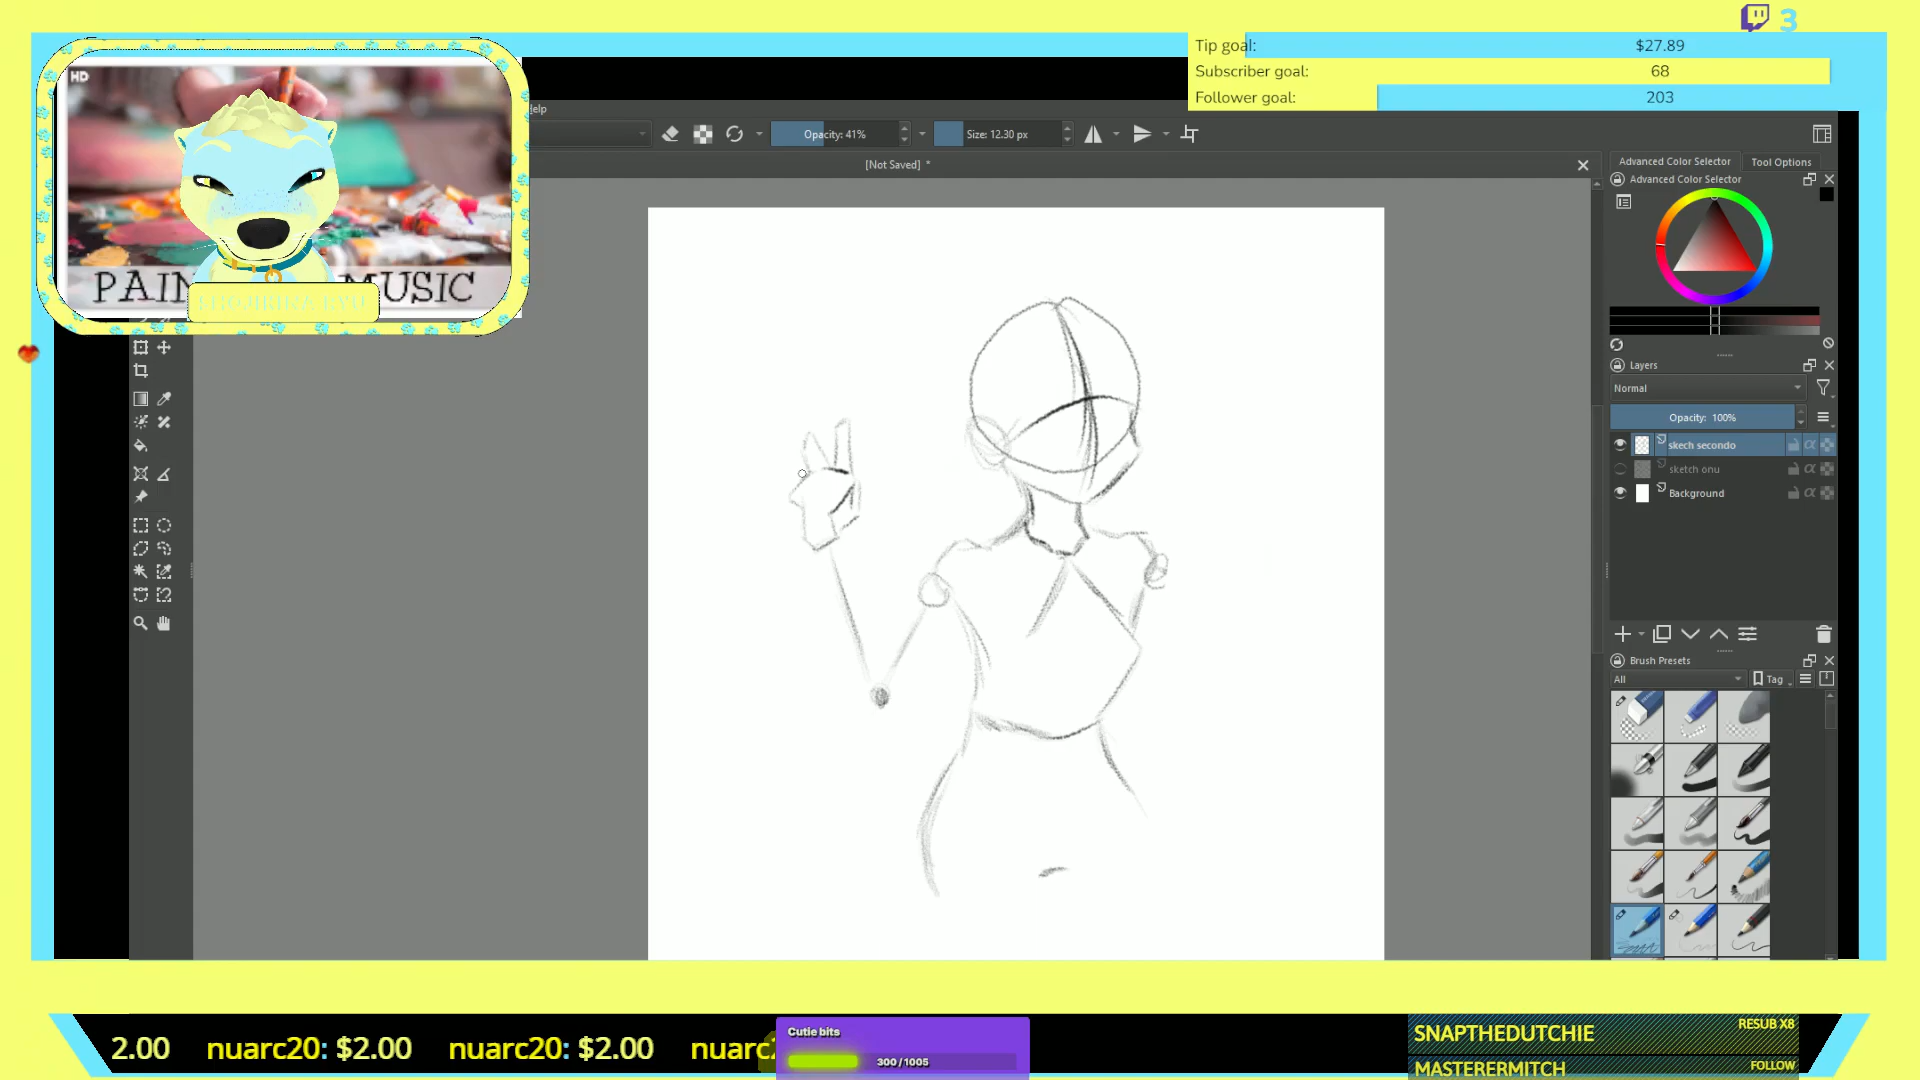 3
Tip goal: $27.89
Subscriber goal: 68
Follower goal: 203
HD
elp
Opacity: 41%
Size: 12.30 px
[Not Saved] *
Advanced Color Selector
Tool Options
Advanced Color Selector
Layers
Normal
Opacity: 100%
skech secondo
sketch onu
Background
Brush Presets
All
Tag
PAIN MUSIC
2.00 nuarc20: $2.00 nuarc20: $2.00 nuarc2
Cutie bits
300/1005
SNAPTHEDUTCHIE RESUB X8
MASTERERMITCH FOLLOW